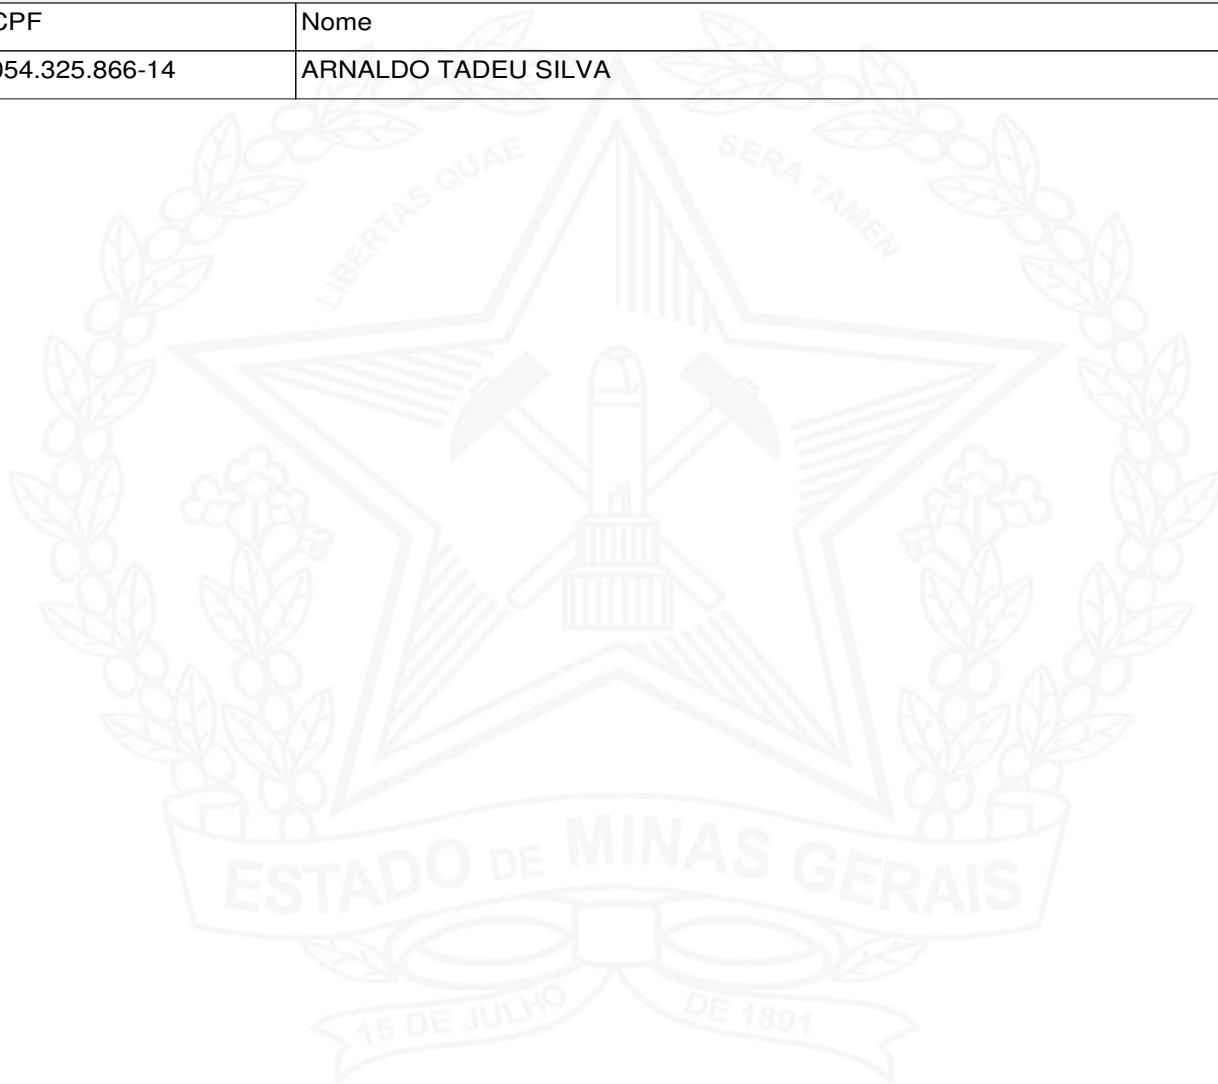 CPF Nome
054.325.866-14 ARNALDO TADEU SILVA
LIBERTAS QUAE SERA TAMEN
ESTADO DE MINAS GERAIS
15 DE JULHO DE 1891